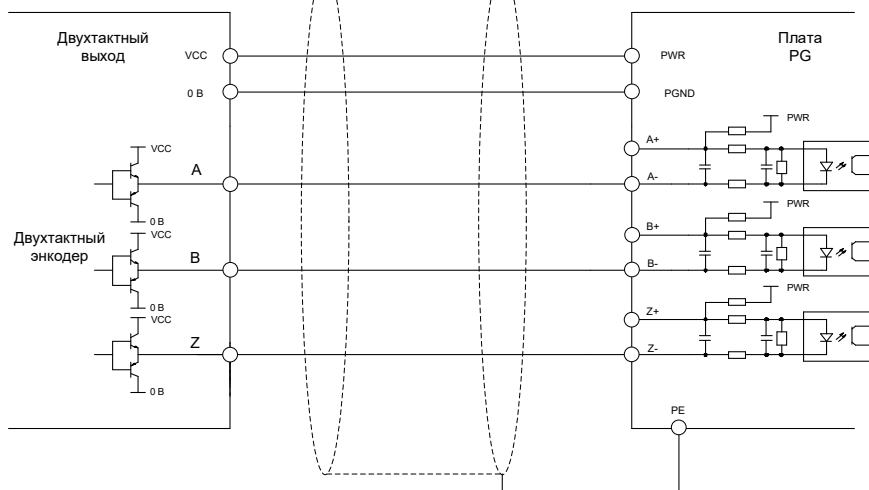 Двухтактный
выход
VCC
PWR
Плата
PG
0 В
PGND
PWR
A+
VCC
A
A-
0 В
PWR
Двухтактный
энкодер
VCC
B+
B
B-
0 В
PWR
VCC
Z+
Z
Z-
0 В
PE